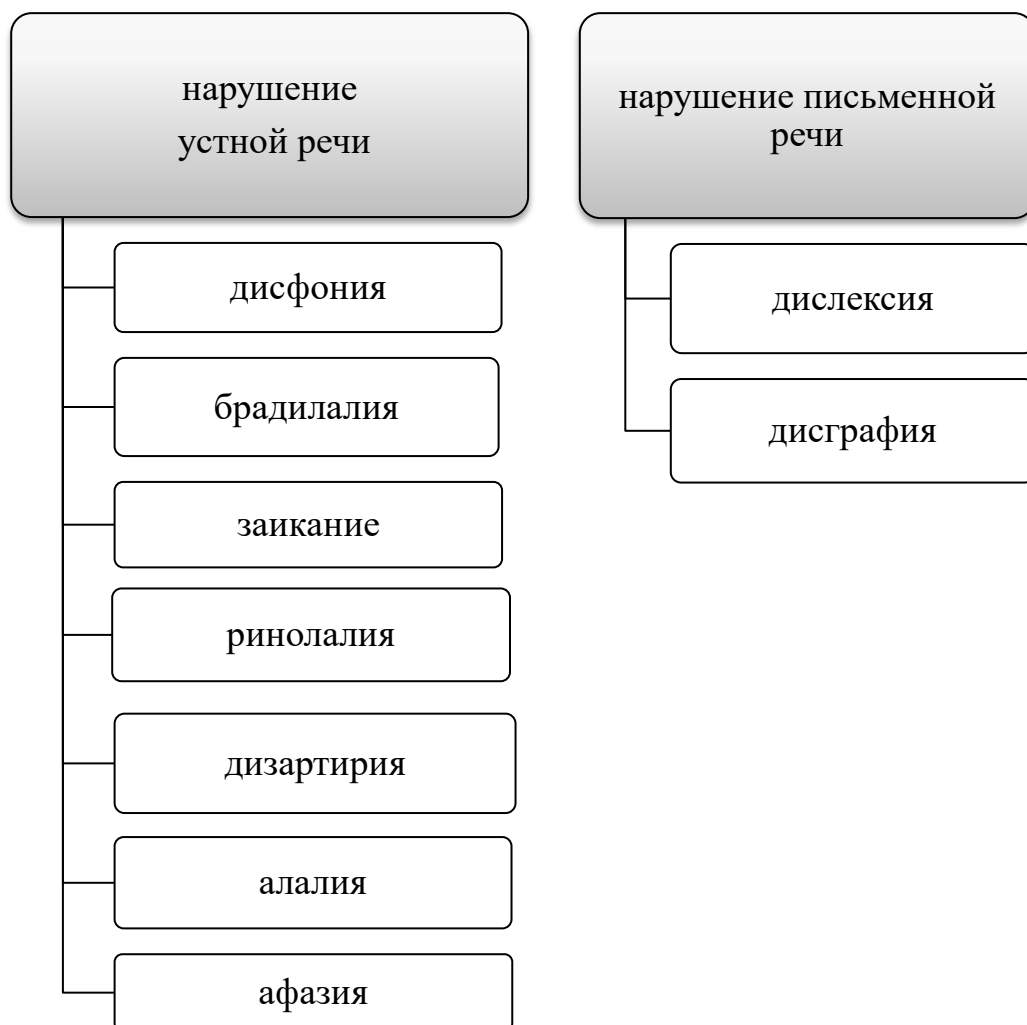 нарушение
устной речи
дисфония
брадилалия
заикание
ринолалия
дизартирия
алалия
афазия
нарушение письменной
речи
дислексия
дисграфия